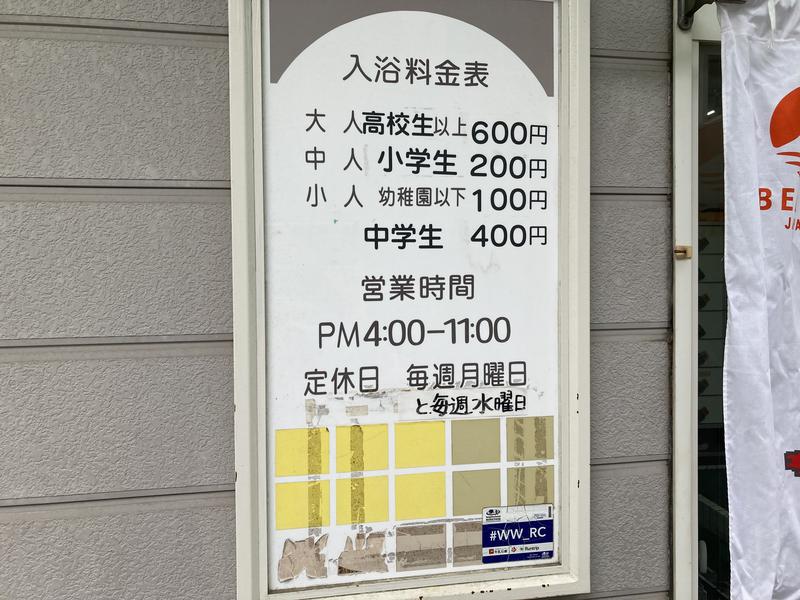 入浴料金表
大人高校生以上600円
中人 小学生 200円
小人 幼稚園以下100円
中学生 400円
営業時間
PM4:00-11:00
定休日 毎週月曜日
と毎週水曜日
#WW_RC
Runtrip
BE